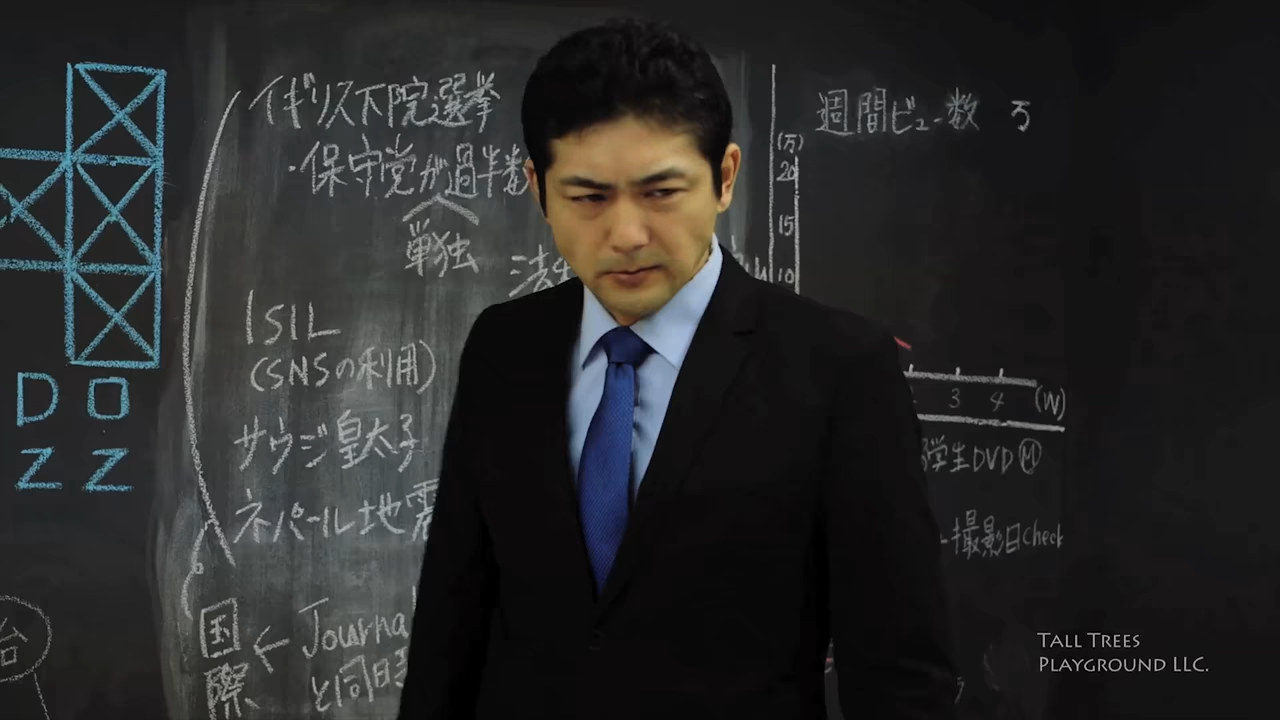 イギリス下院選挙
・保守党が過半数
単独
ISIL
(SNSの利用)
サウジ皇太子
ネパール地震
国際 ← Journa
と同日
週間ビュー数
(万)
20
15
10
3 4 (W)
学生DVD Ⓜ
撮影日Check
DO
ZZ
台
TALL TREES
PLAYGROUND LLC.